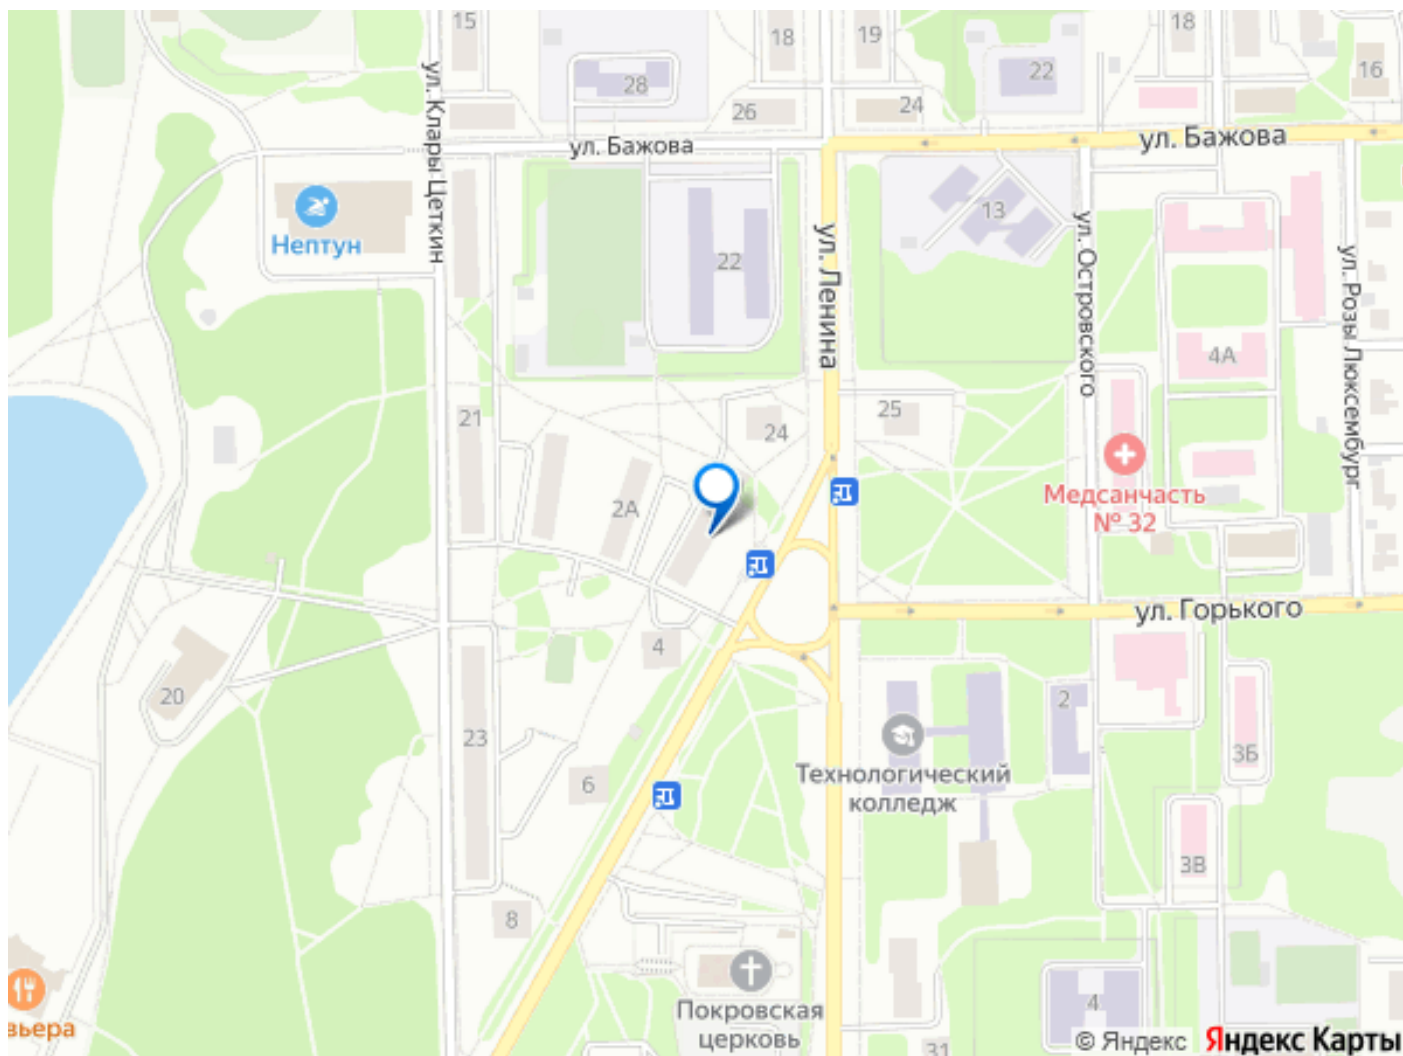 15
18
19
18
22
16
28
26
24
ул. Клары Цеткин
ул. Бажова
ул. Бажова
13
Нептун
22
ул. Ленина
ул. Островского
ул. Розы Люксембург
4А
21
24
25
2А
Медсанчасть
№ 32
ул. Горького
4
20
2
23
3Б
Технологический
колледж
6
3В
8
Покровская
церковь
4
вьера
31
© Яндекс Яндекс Карты